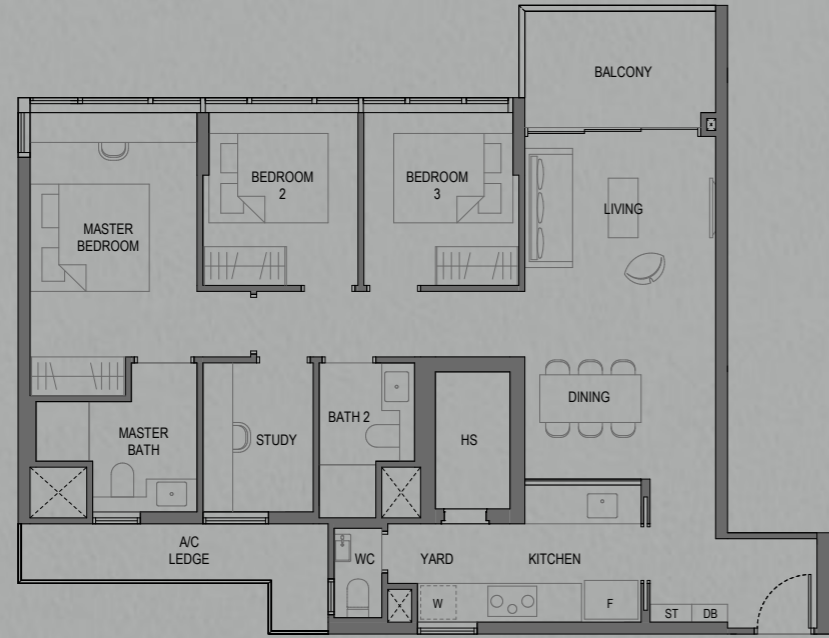 BALCONY
BEDROOM
2
BEDROOM
3
MASTER
BEDROOM
LIVING
DINING
MASTER
BATH
STUDY
BATH 2
HS
A/C
LEDGE
WC
YARD
KITCHEN
W
F
ST
DB